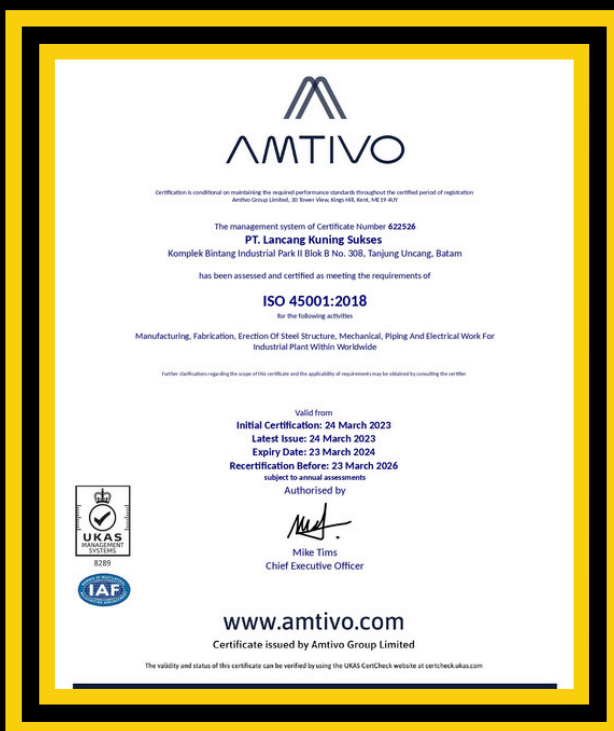 AMTIVO
Certification is conditional on maintaining the required performance standards throughout the certified period of registration
Amtivo Group Limited, 30 Tower View, Kings Hill, Kent, ME19 4UY
The management system of Certificate Number 622526
PT. Lancang Kuning Sukses
Komplek Bintang Industrial Park II Blok B No. 308, Tanjung Uncang, Batam
has been assessed and certified as meeting the requirements of
ISO 45001:2018
for the following activities
Manufacturing, Fabrication, Erection Of Steel Structure, Mechanical, Piping And Electrical Work For
Industrial Plant Within Worldwide
Further clarifications regarding the scope of this certificate and the applicability of requirements may be obtained by consulting the certifier.
Valid from
Initial Certification: 24 March 2023
Latest Issue: 24 March 2023
Expiry Date: 23 March 2024
Recertification Before: 23 March 2026
subject to annual assessments
Authorised by
Mike Tims
Chief Executive Officer
UKAS
MANAGEMENT
SYSTEMS
8289
IAF
www.amtivo.com
Certificate issued by Amtivo Group Limited
The validity and status of this certificate can be verified by using the UKAS CertCheck website at certcheck.ukas.com